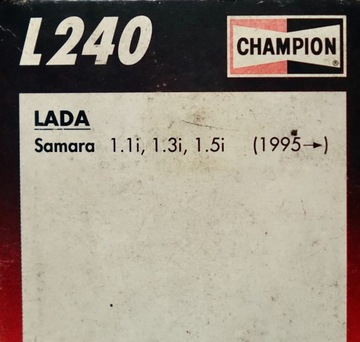 L240
CHAMPION
®
LADA
Samara 1.1i, 1.3i, 1.5i (1995→)